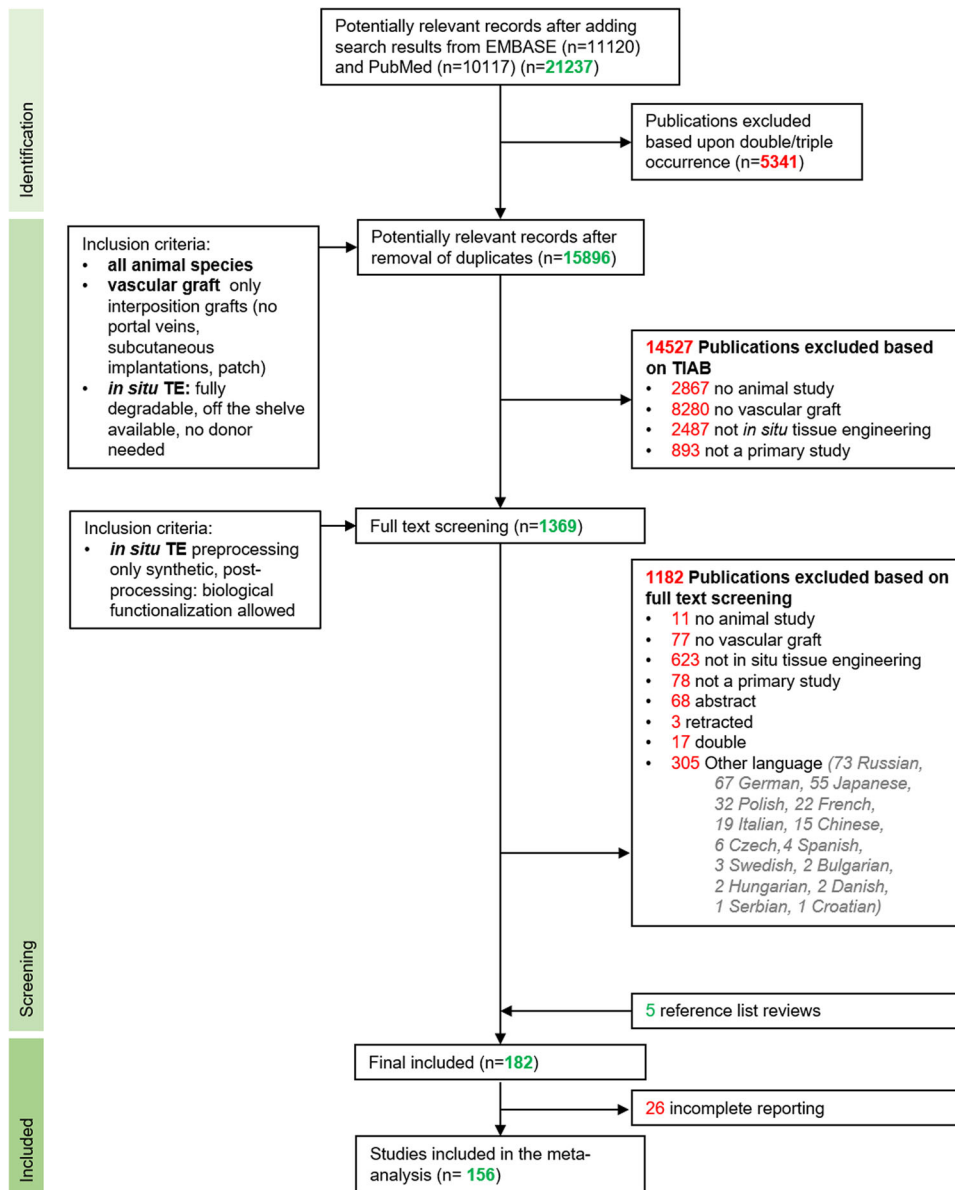 Potentially relevant records after adding
search results from EMBASE (n=11120)
and PubMed (n=10117) (n=21237)
Identification
Publications excluded
based upon double/triple
occurrence (n=5341)
Inclusion criteria:
• all animal species
• vascular graft only
interposition grafts (no
portal veins,
subcutaneous
implantations, patch)
• in situ TE: fully
degradable, off the shelve
available, no donor
needed
Potentially relevant records after
removal of duplicates (n=15896)
14527 Publications excluded based
on TIAB
• 2867 no animal study
• 8280 no vascular graft
• 2487 not in situ tissue engineering
• 893 not a primary study
Inclusion criteria:
• in situ TE preprocessing
only synthetic, post-
processing: biological
functionalization allowed
Full text screening (n=1369)
1182 Publications excluded based on
full text screening
• 11 no animal study
• 77 no vascular graft
• 623 not in situ tissue engineering
• 78 not a primary study
• 68 abstract
• 3 retracted
• 17 double
• 305 Other language (73 Russian,
67 German, 55 Japanese,
32 Polish, 22 French,
19 Italian, 15 Chinese,
6 Czech, 4 Spanish,
3 Swedish, 2 Bulgarian,
2 Hungarian, 2 Danish,
1 Serbian, 1 Croatian)
Screening
5 reference list reviews
Final included (n=182)
26 incomplete reporting
Included
Studies included in the meta-
analysis (n= 156)